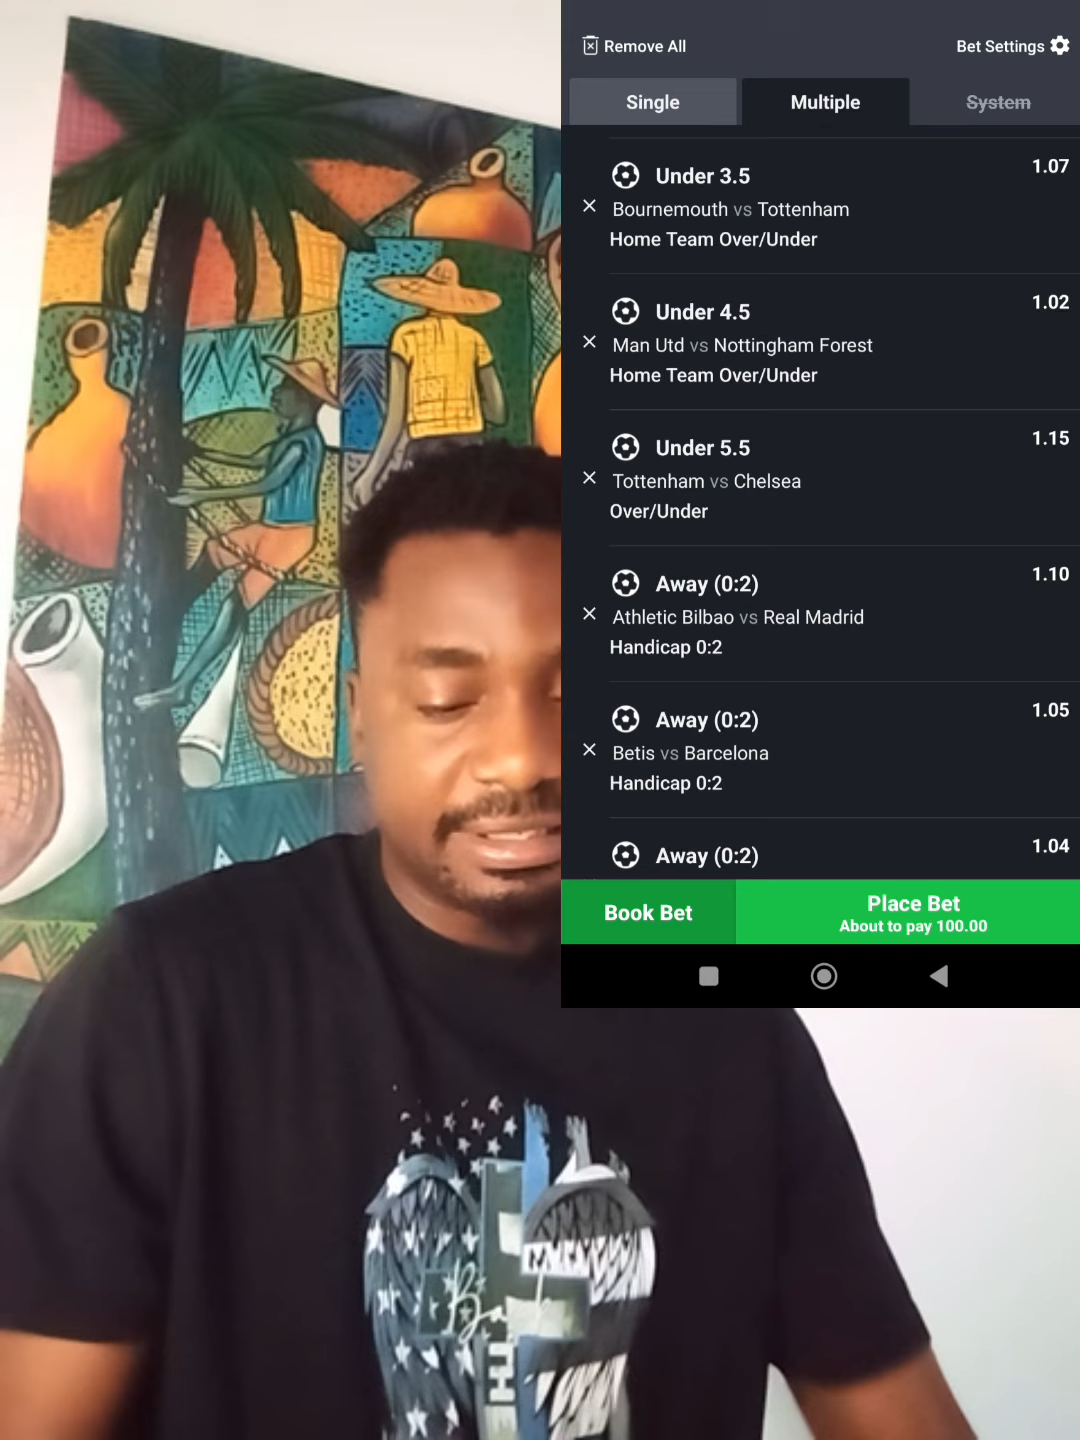 Remove All
Bet Settings
Single
Multiple
System
Under 3.5
1.07
Bournemouth vs Tottenham
Home Team Over/Under
Under 4.5
1.02
Man Utd vs Nottingham Forest
Home Team Over/Under
Under 5.5
1.15
Tottenham vs Chelsea
Over/Under
Away (0:2)
1.10
Athletic Bilbao vs Real Madrid
Handicap 0:2
Away (0:2)
1.05
Betis vs Barcelona
Handicap 0:2
Away (0:2)
1.04
Book Bet
Place Bet
About to pay 100.00